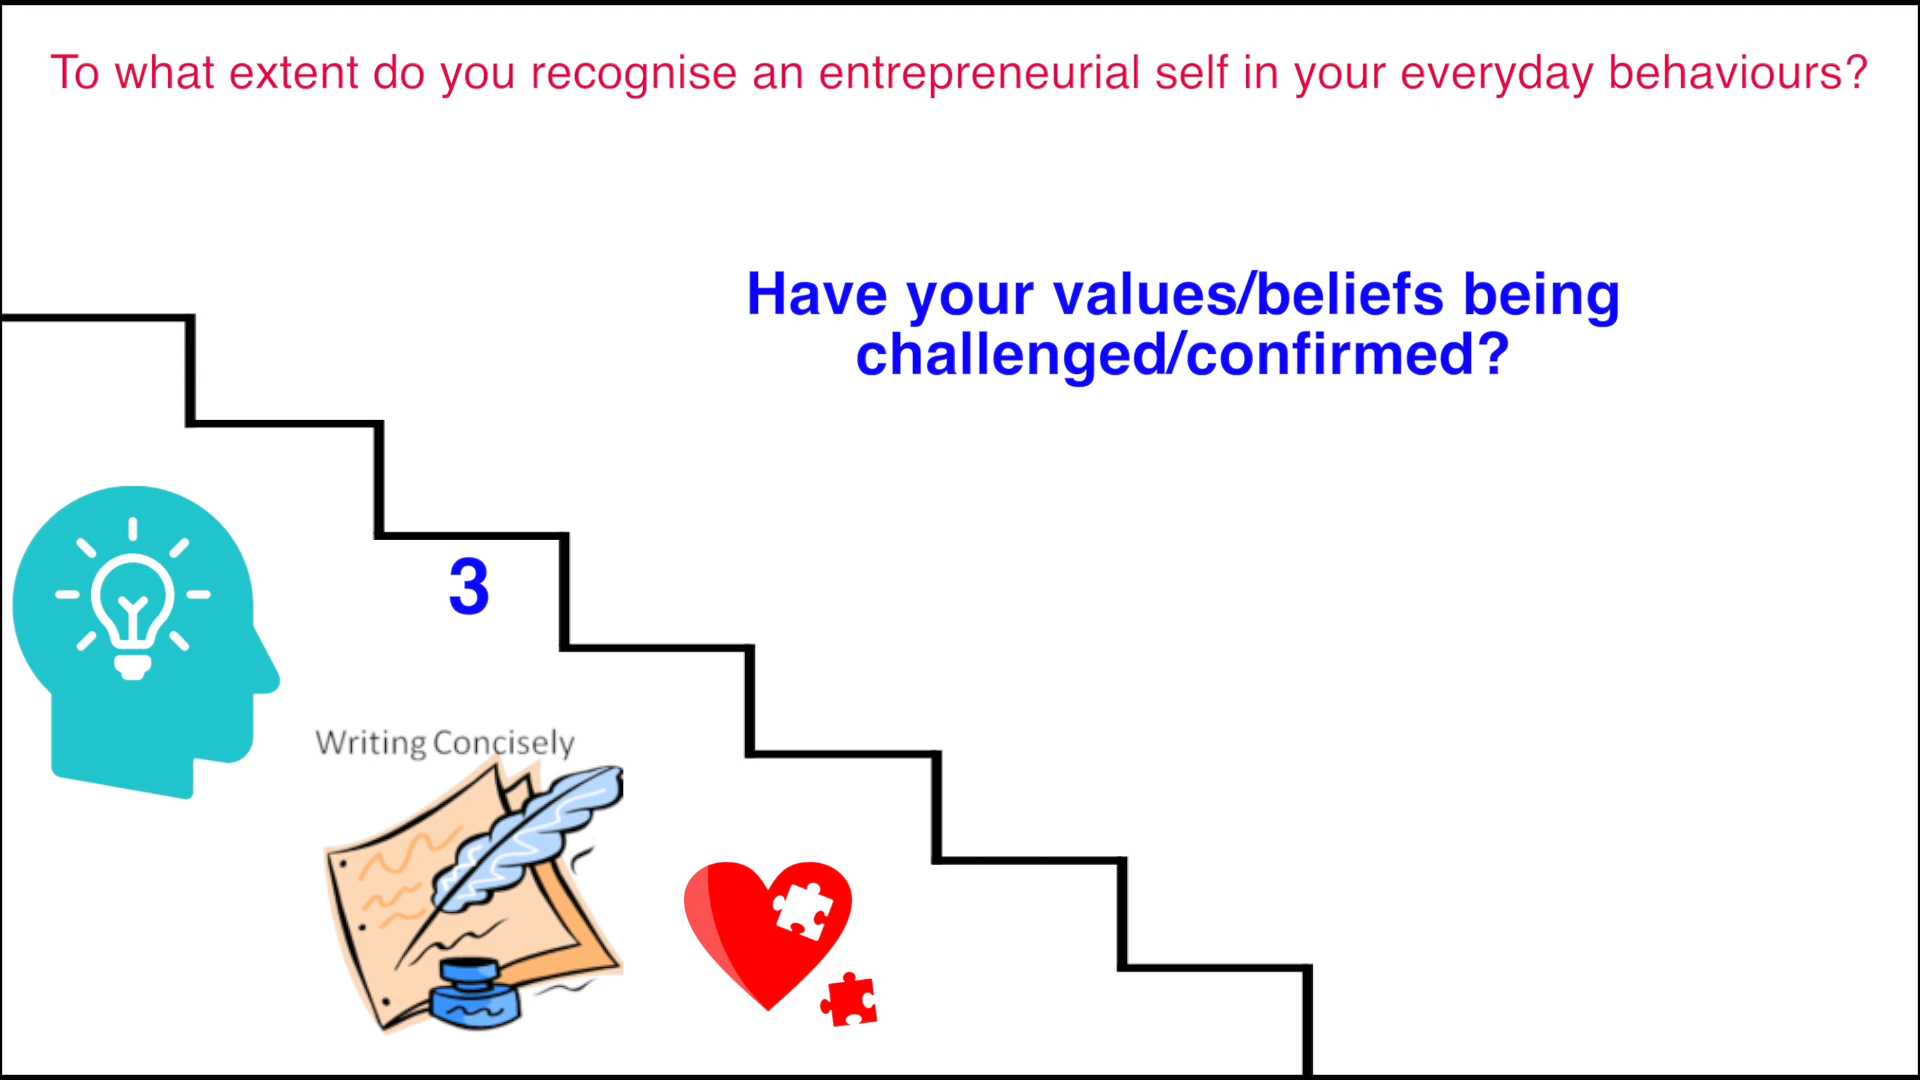 To what extent do you recognise an entrepreneurial self in your everyday behaviours?
Have your values/beliefs being
challenged/confirmed?
3
Writing Concisely